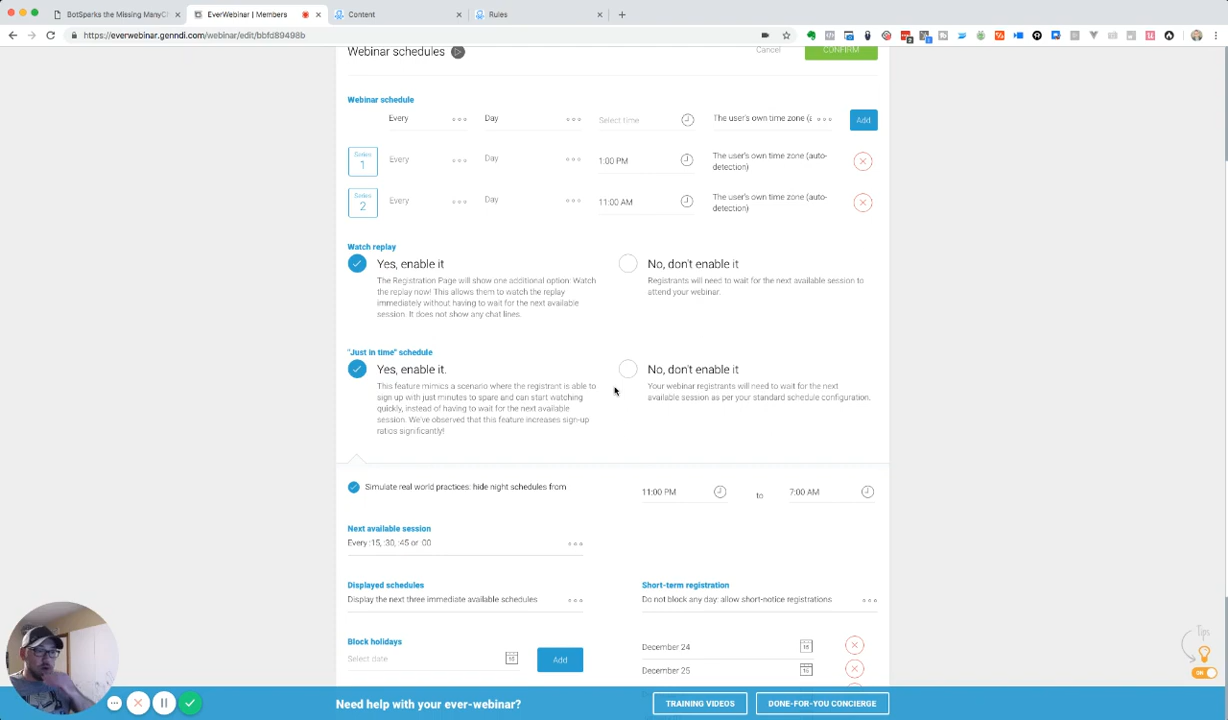 BotSparks the Missing ManyCh
EverWebinar | Members
Content
Rules
https://everwebinar.genndi.com/webinar/edit/bbfd89498b
Webinar schedules
Cancel
CONFIRM
Webinar schedule
Every
Day
Select time
The user's own time zone (a
Add
Series
1
Every
Day
1:00 PM
The user's own time zone (auto-
detection)
Series
2
Every
Day
11:00 AM
The user's own time zone (auto-
detection)
Watch replay
Yes, enable it
The Registration Page will show one additional option: Watch
the replay now! This allows them to watch the replay
immediately without having to wait for the next available
session. It does not show any chat lines.
No, don't enable it
Registrants will need to wait for the next available session to
attend your webinar.
"Just in time" schedule
Yes, enable it.
This feature mimics a scenario where the registrant is able to
sign up with just minutes to spare and can start watching
quickly, instead of having to wait for the next available
session. We've observed that this feature increases sign-up
ratios significantly!
No, don't enable it
Your webinar registrants will need to wait for the next
available session as per your standard schedule configuration.
Simulate real world practices: hide night schedules from
11:00 PM
to
7:00 AM
Next available session
Every :15, :30, :45 or :00
Displayed schedules
Display the next three immediate available schedules
Short-term registration
Do not block any day: allow short-notice registrations
Block holidays
Select date
Add
December 24
December 25
Tips
ON
Need help with your ever-webinar?
TRAINING VIDEOS
DONE-FOR-YOU CONCIERGE